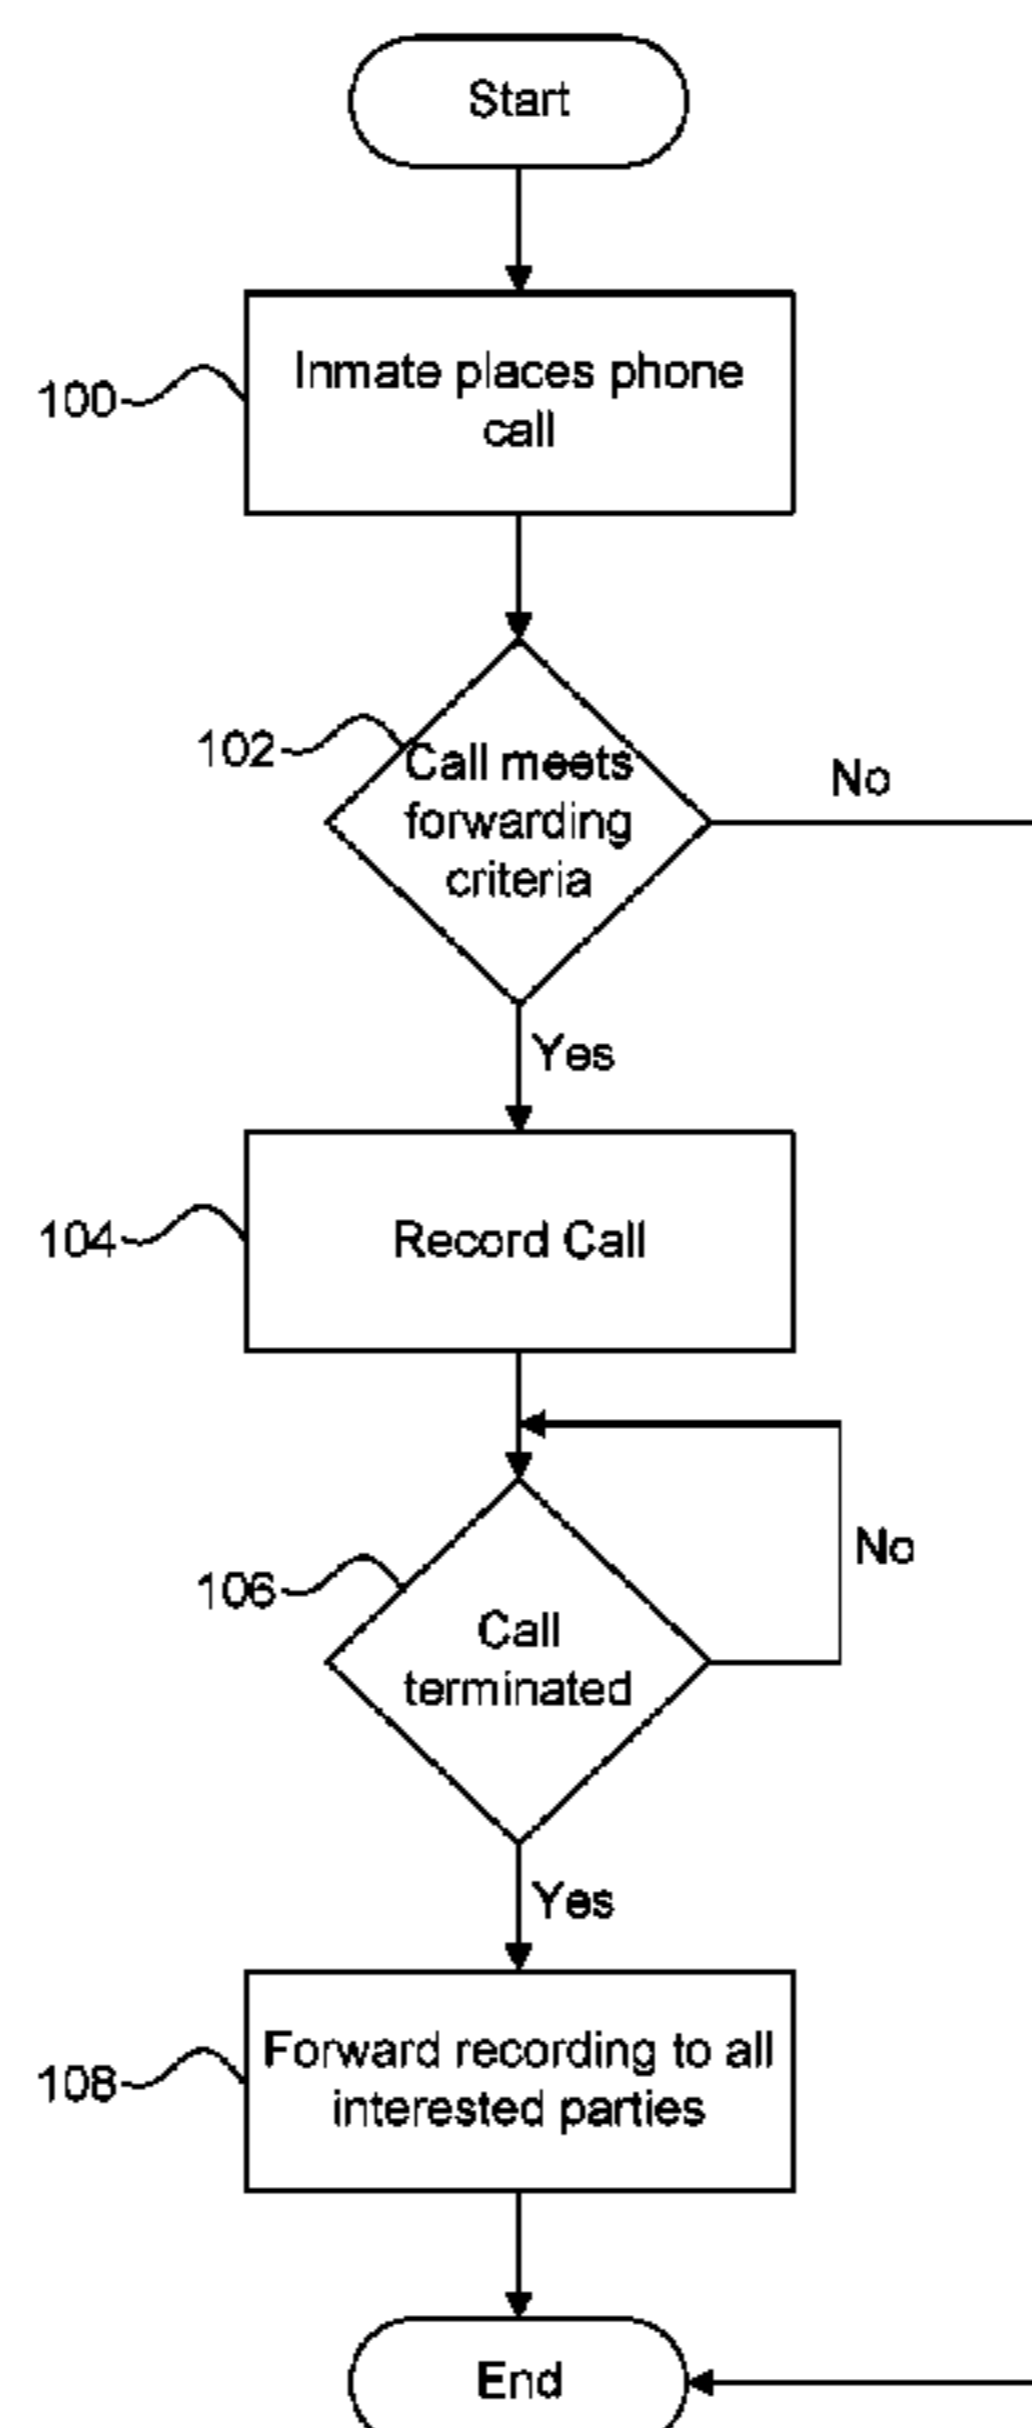 Start
100
Inmate places phone
call
102
Call meets
forwarding
criteria
No
Yes
104
Record Call
No
106
Call
terminated
Yes
108
Forward recording to all
interested parties
End